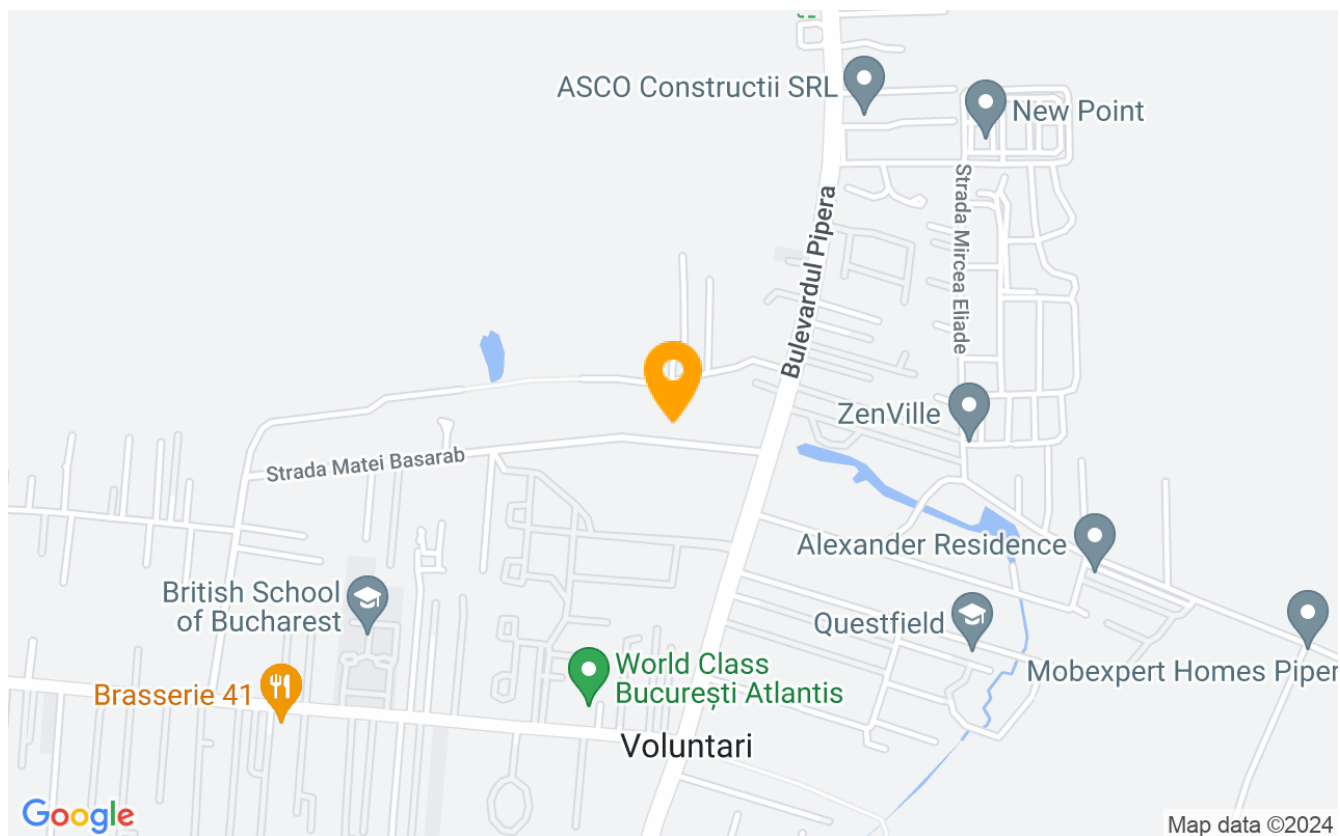 ASCO Constructii SRL
New Point
Bulevardul Pipera
Strada Mircea Eliade
ZenVille
Strada Matei Basarab
Alexander Residence
British School
of Bucharest
Questfield
World Class
București Atlantis
Mobexpert Homes Piper
Brasserie 41
Voluntari
Google
Map data ©2024